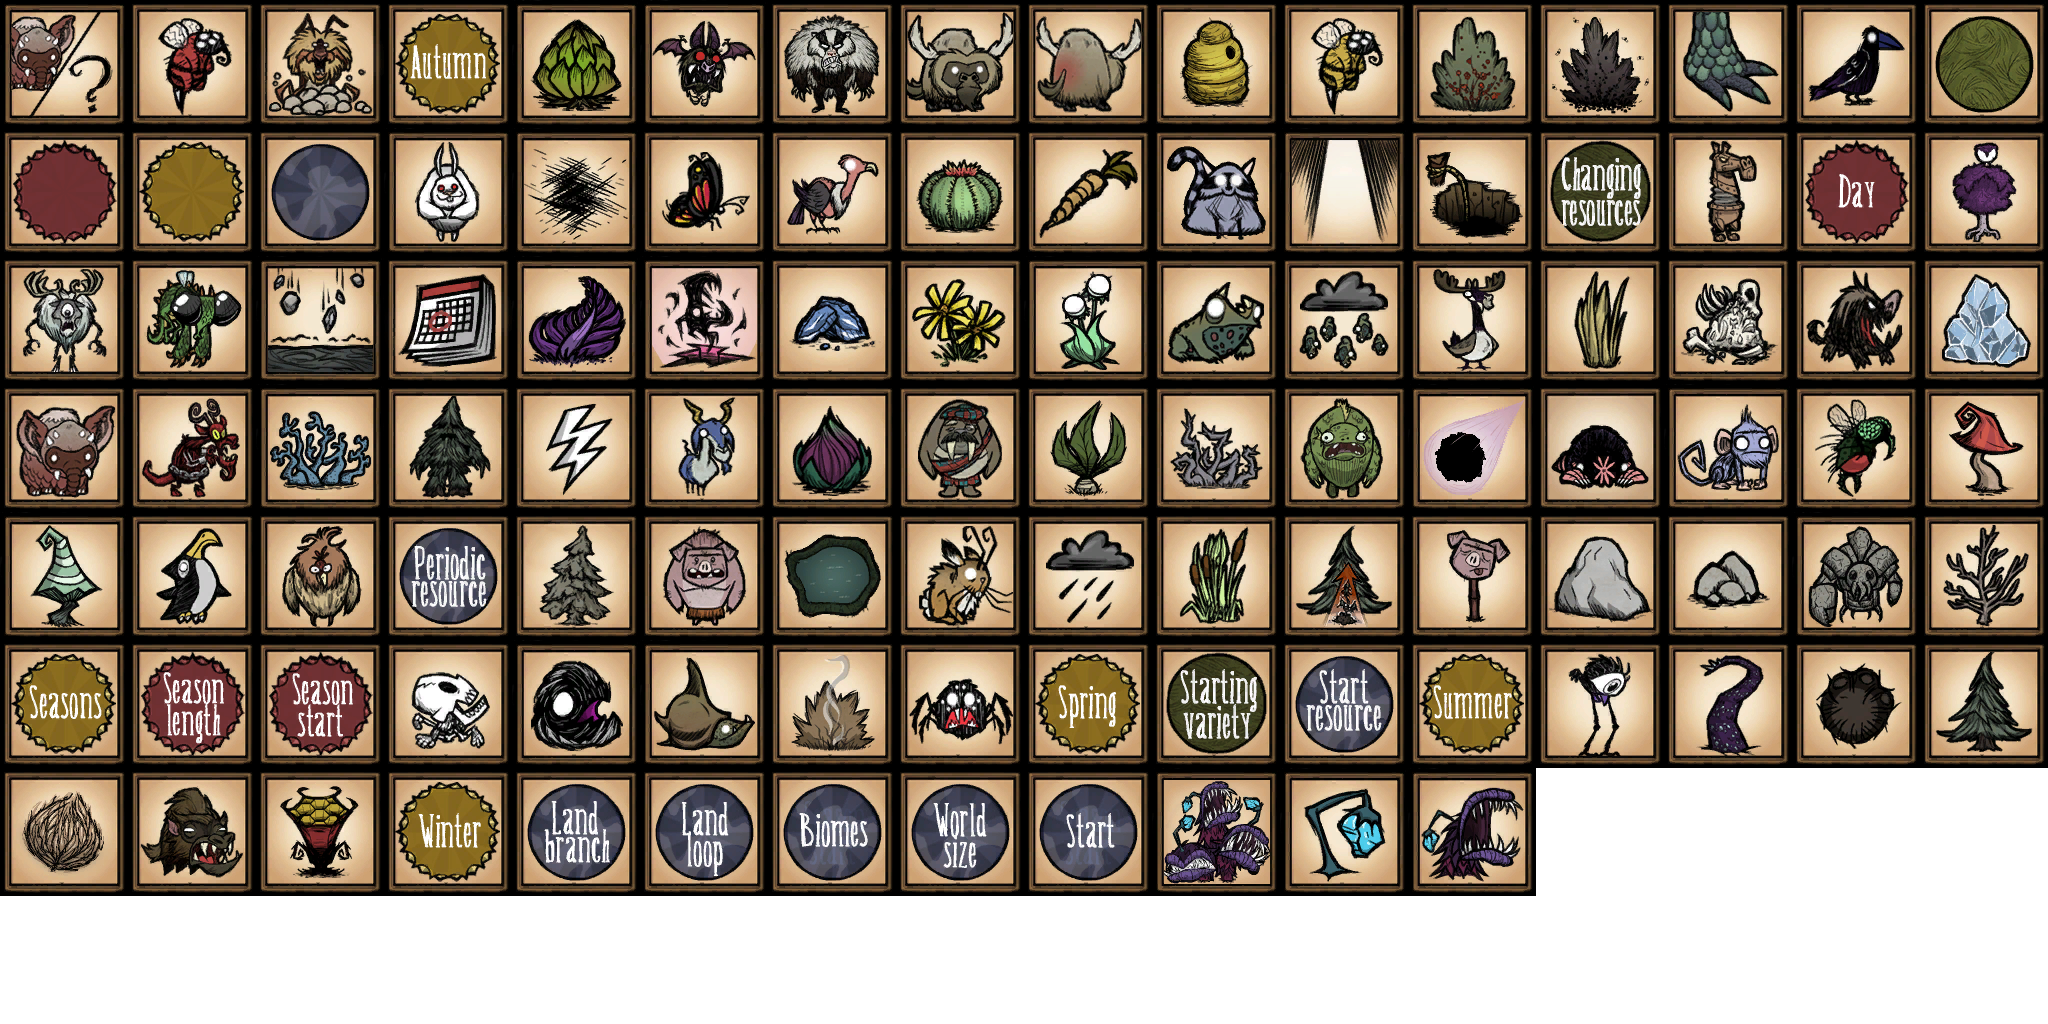 Autumn
Changing
resources
Day
Periodic
resource
Seasons
Season
length
Season
start
Spring
Starting
variety
Start
resource
Summer
Winter
Land
branch
Land
loop
Biomes
World
size
Start